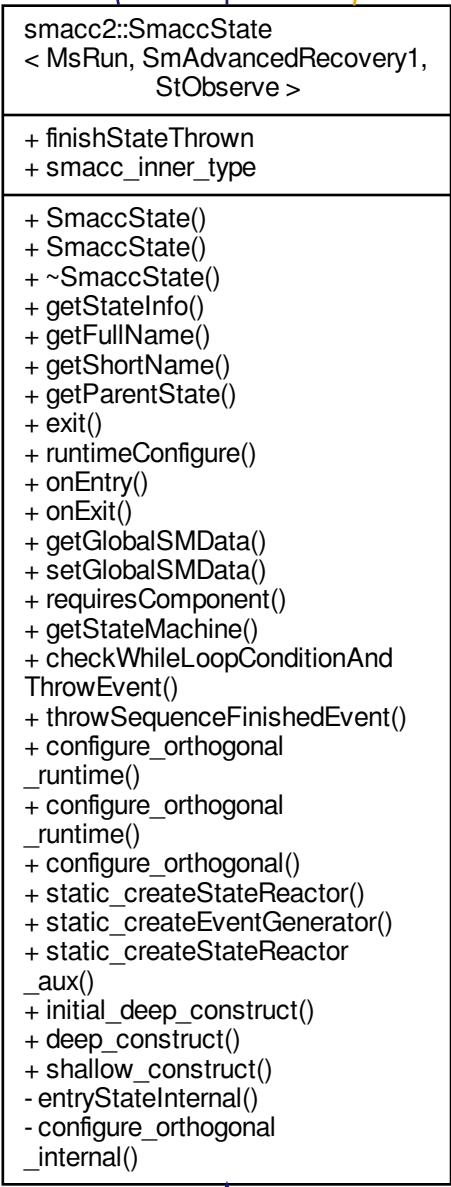 smacc2::SmaccState
< MsRun, SmAdvancedRecovery1,
StObserve >
+ finishStateThrown
+ smacc_inner_type
+ SmaccState()
+ SmaccState()
+ ~SmaccState()
+ getStateInfo()
+ getFullName()
+ getShortName()
+ getParentState()
+ exit()
+ runtimeConfigure()
+ onEntry()
+ onExit()
+ getGlobalSMData()
+ setGlobalSMData()
+ requiresComponent()
+ getStateMachine()
+ checkWhileLoopConditionAnd
ThrowEvent()
+ throwSequenceFinishedEvent()
+ configure_orthogonal
_runtime()
+ configure_orthogonal
_runtime()
+ configure_orthogonal()
+ static_createStateReactor()
+ static_createEventGenerator()
+ static_createStateReactor
_aux()
+ initial_deep_construct()
+ deep_construct()
+ shallow_construct()
- entryStateInternal()
- configure_orthogonal
_internal()